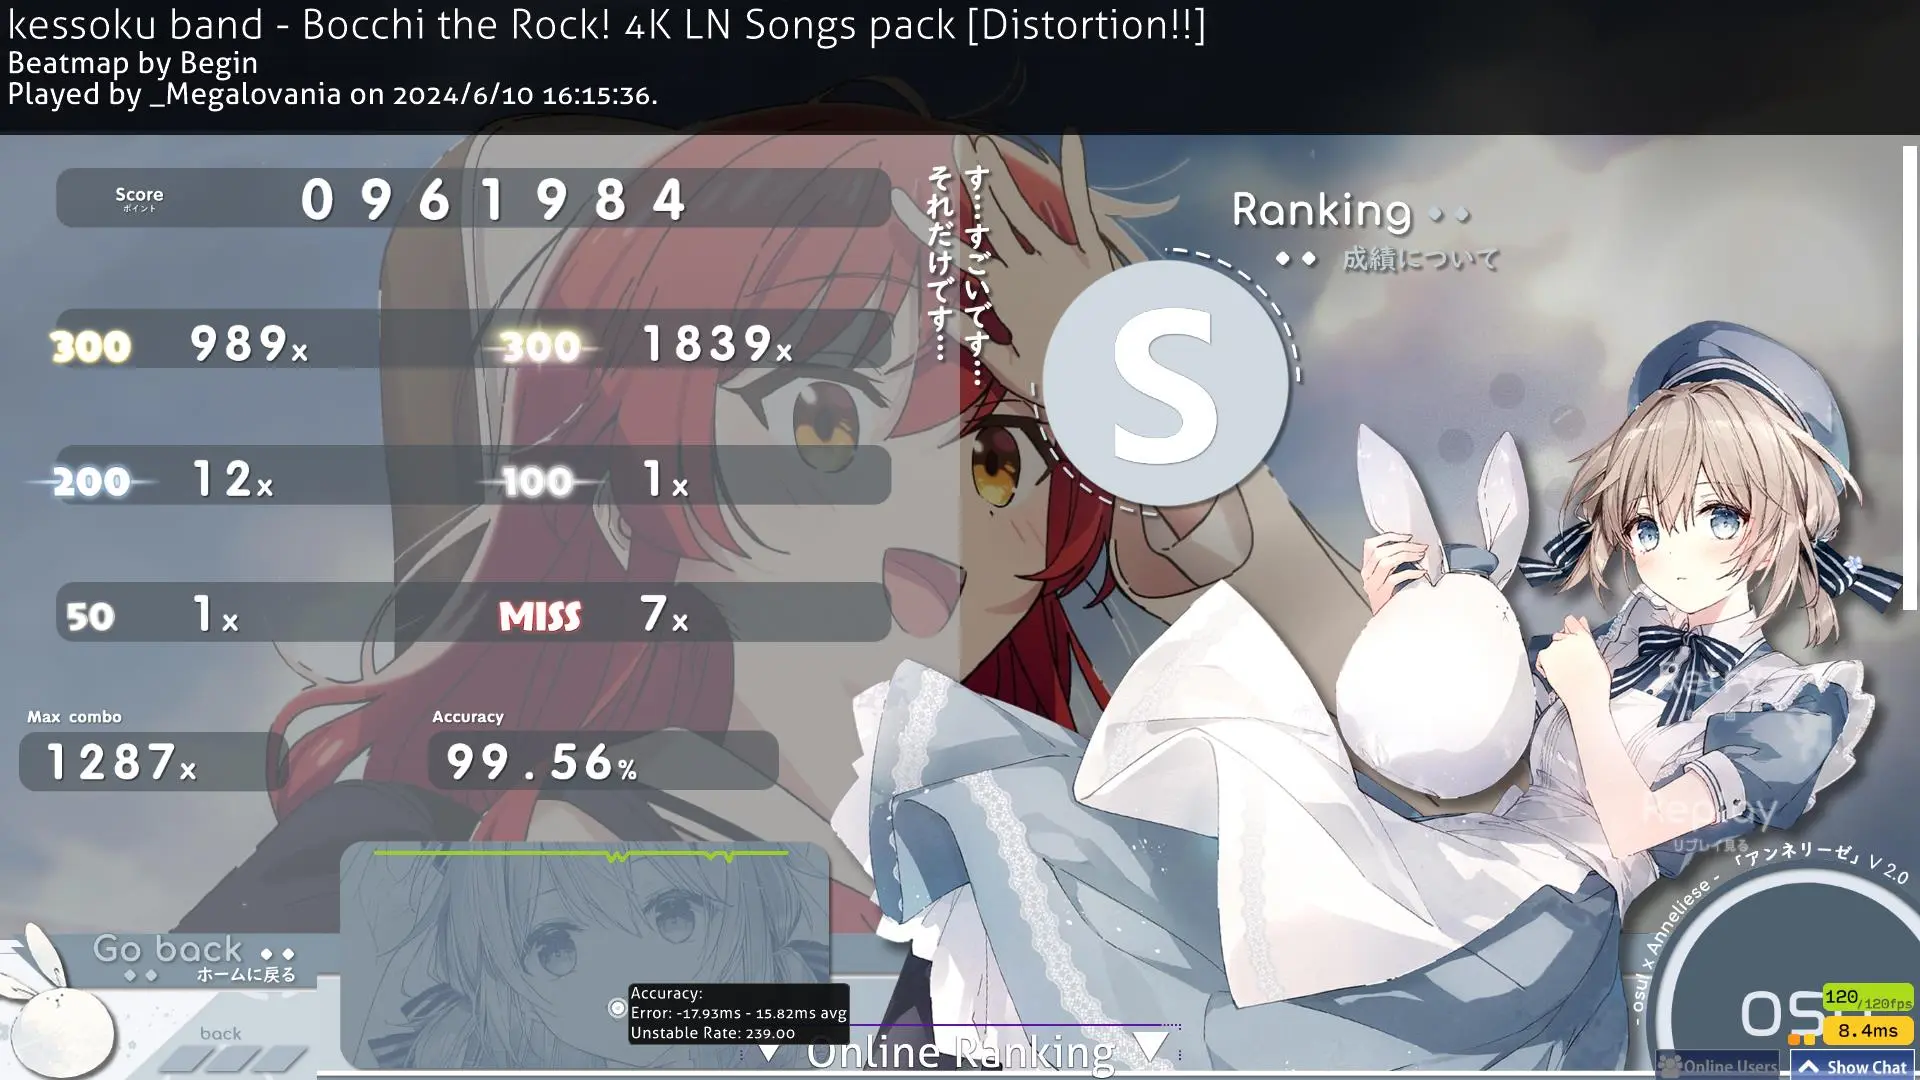 kessoku band - Bocchi the Rock! 4K LN Songs pack [Distortion!!]
Beatmap by Begin
Played by _Megalovania on 2024/6/10 16:15:36.
Score
ポイント
0961984
す…すごいです…
それだけです…
Ranking
成績について
S
300 989x
300 1839x
200 12x
100 1x
50 1x
MISS 7x
Max combo
1287x
Accuracy
99.56%
Replay
リプレイ見る
- osu! x Anneliese - 「アンネリーゼ」 V 2.0
Go back
ホームに戻る
back
Accuracy:
Error: -17.93ms - 15.82ms avg
Unstable Rate: 239.00
Online Ranking
120/120fps
8.4ms
Online Users
Show Chat